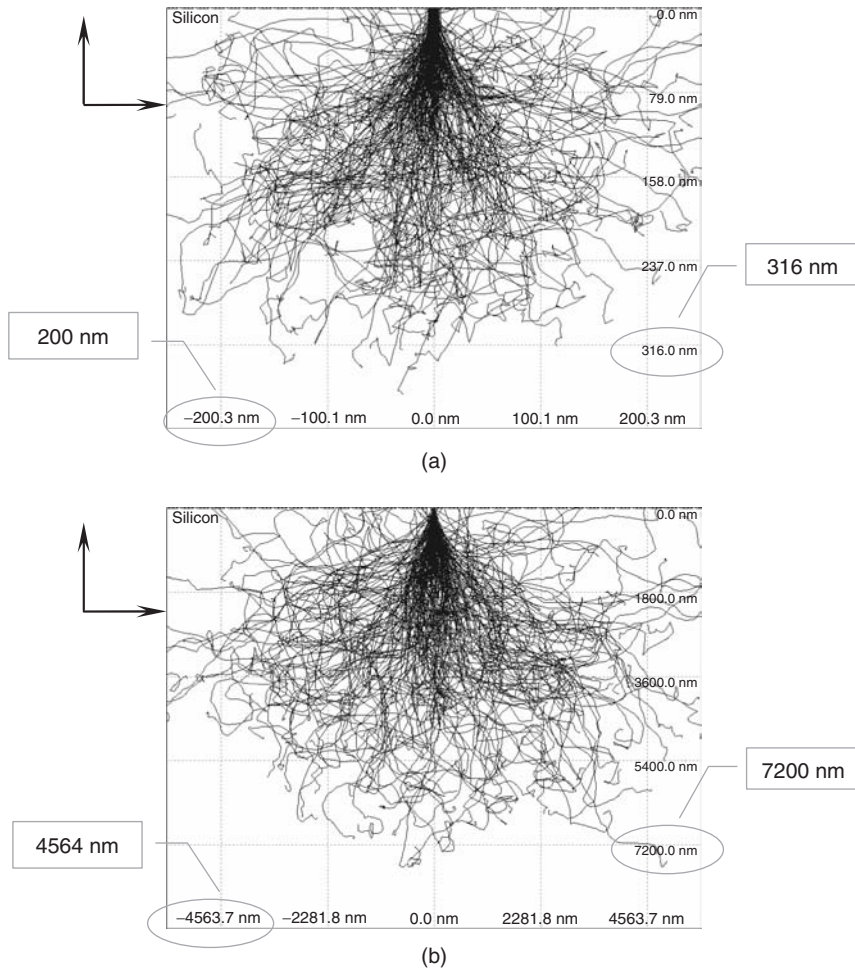 Silicon
0.0 nm
79.0 nm
158.0 nm
237.0 nm
316 nm
200 nm
316.0 nm
−200.3 nm −100.1 nm 0.0 nm 100.1 nm 200.3 nm
(a)
Silicon
0.0 nm
1800.0 nm
3600.0 nm
5400.0 nm
7200 nm
4564 nm
7200.0 nm
−4563.7 nm −2281.8 nm 0.0 nm 2281.8 nm 4563.7 nm
(b)